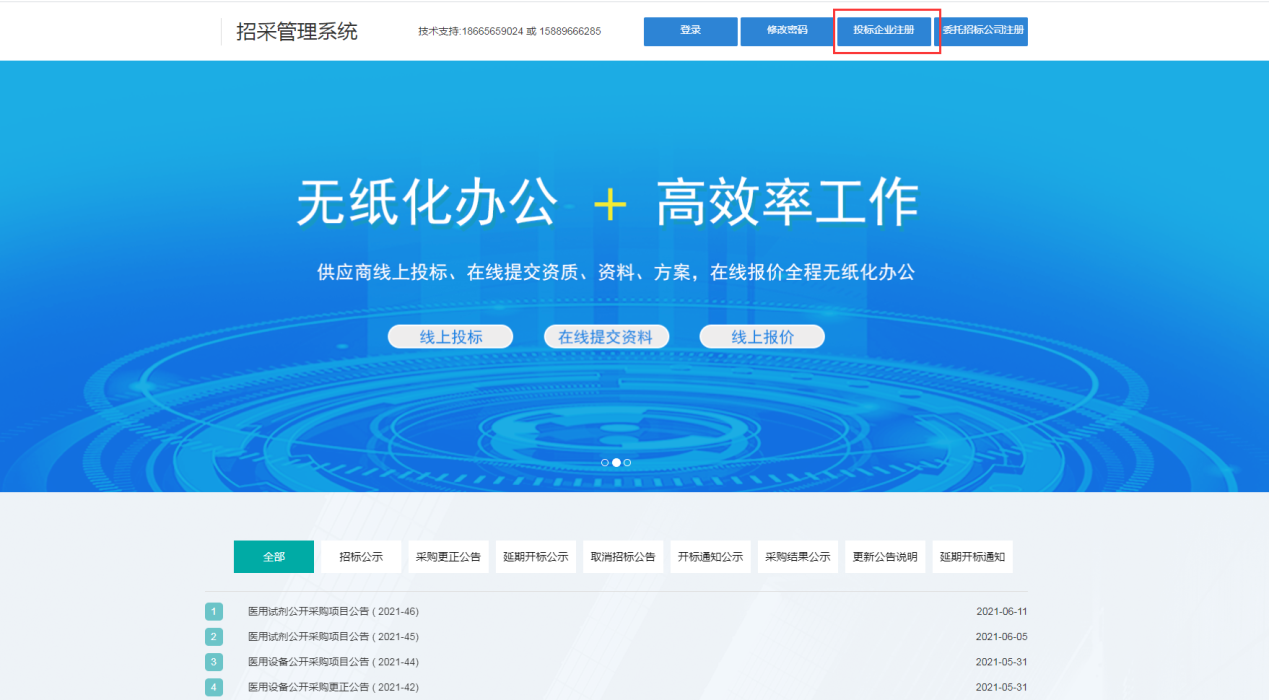 招采管理系统 技术支持:18665659024 或 15889666285 登录 修改密码 投标企业注册 委托招标公司注册
无纸化办公 + 高效率工作
供应商线上投标、在线提交资质、资料、方案，在线报价全程无纸化办公
线上投标 在线提交资料 线上报价
全部 招标公示 采购更正公告 延期开标公示 取消招标公告 开标通知公示 采购结果公示 更新公告说明 延期开标通知
1 医用试剂公开采购项目公告 ( 2021-46) 2021-06-11
2 医用试剂公开采购项目公告 ( 2021-45) 2021-06-05
3 医用设备公开采购项目公告 ( 2021-44) 2021-05-31
4 医用设备公开采购更正公告 ( 2021-42) 2021-05-31